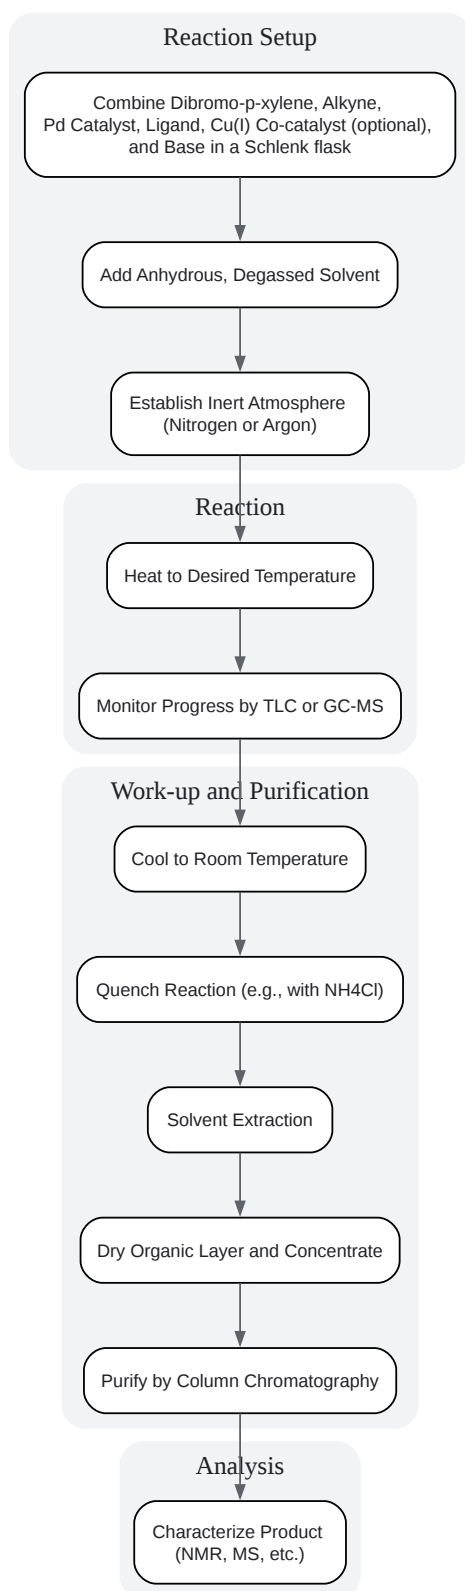 Reaction Setup
Combine Dibromo-p-xylene, Alkyne,
Pd Catalyst, Ligand, Cu(I) Co-catalyst (optional),
and Base in a Schlenk flask
Add Anhydrous, Degassed Solvent
Establish Inert Atmosphere
(Nitrogen or Argon)
Reaction
Heat to Desired Temperature
Monitor Progress by TLC or GC-MS
Work-up and Purification
Cool to Room Temperature
Quench Reaction (e.g., with NH4Cl)
Solvent Extraction
Dry Organic Layer and Concentrate
Purify by Column Chromatography
Analysis
Characterize Product
(NMR, MS, etc.)